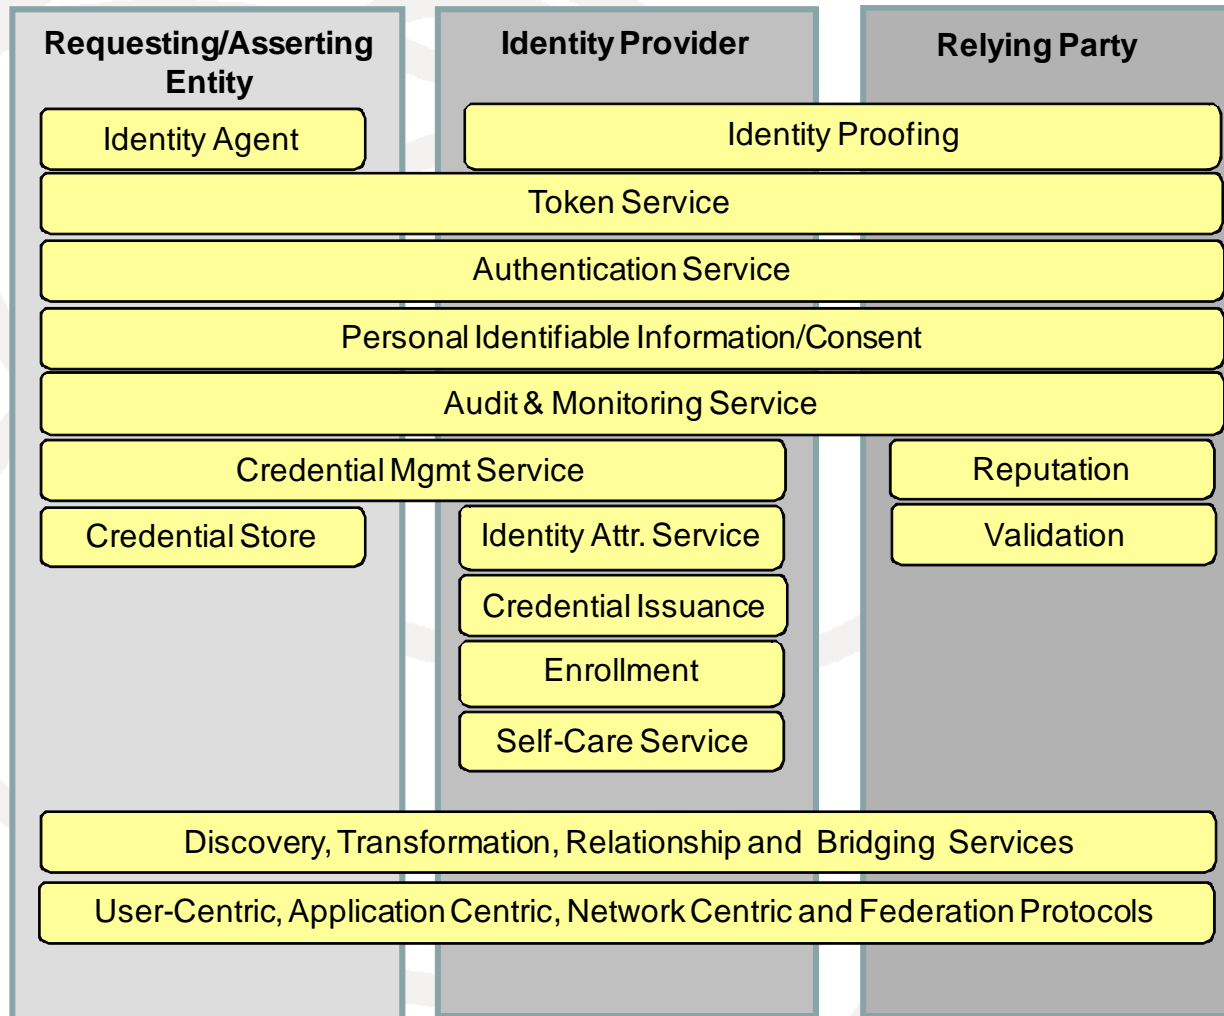 Requesting/Asserting
Entity
Identity Provider
Relying Party
Identity Agent
Identity Proofing
Token Service
Authentication Service
Personal Identifiable Information/Consent
Audit & Monitoring Service
Credential Mgmt Service
Reputation
Credential Store
Identity Attr. Service
Validation
Credential Issuance
Enrollment
Self-Care Service
Discovery, Transformation, Relationship and Bridging Services
User-Centric, Application Centric, Network Centric and Federation Protocols